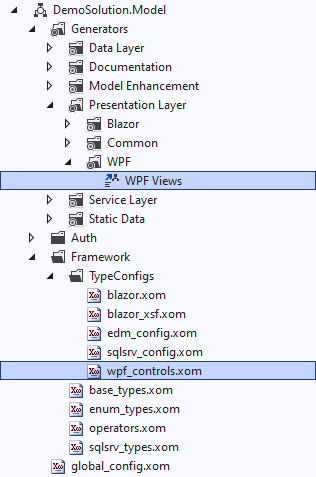 DemoSolution.Model
Generators
Data Layer
Documentation
Model Enhancement
Presentation Layer
Blazor
Common
WPF
WPF Views
Service Layer
Static Data
Auth
Framework
TypeConfigs
blazor.xom
blazor_xsf.xom
edm_config.xom
sqlsrv_config.xom
wpf_controls.xom
base_types.xom
enum_types.xom
operators.xom
sqlsrv_types.xom
global_config.xom